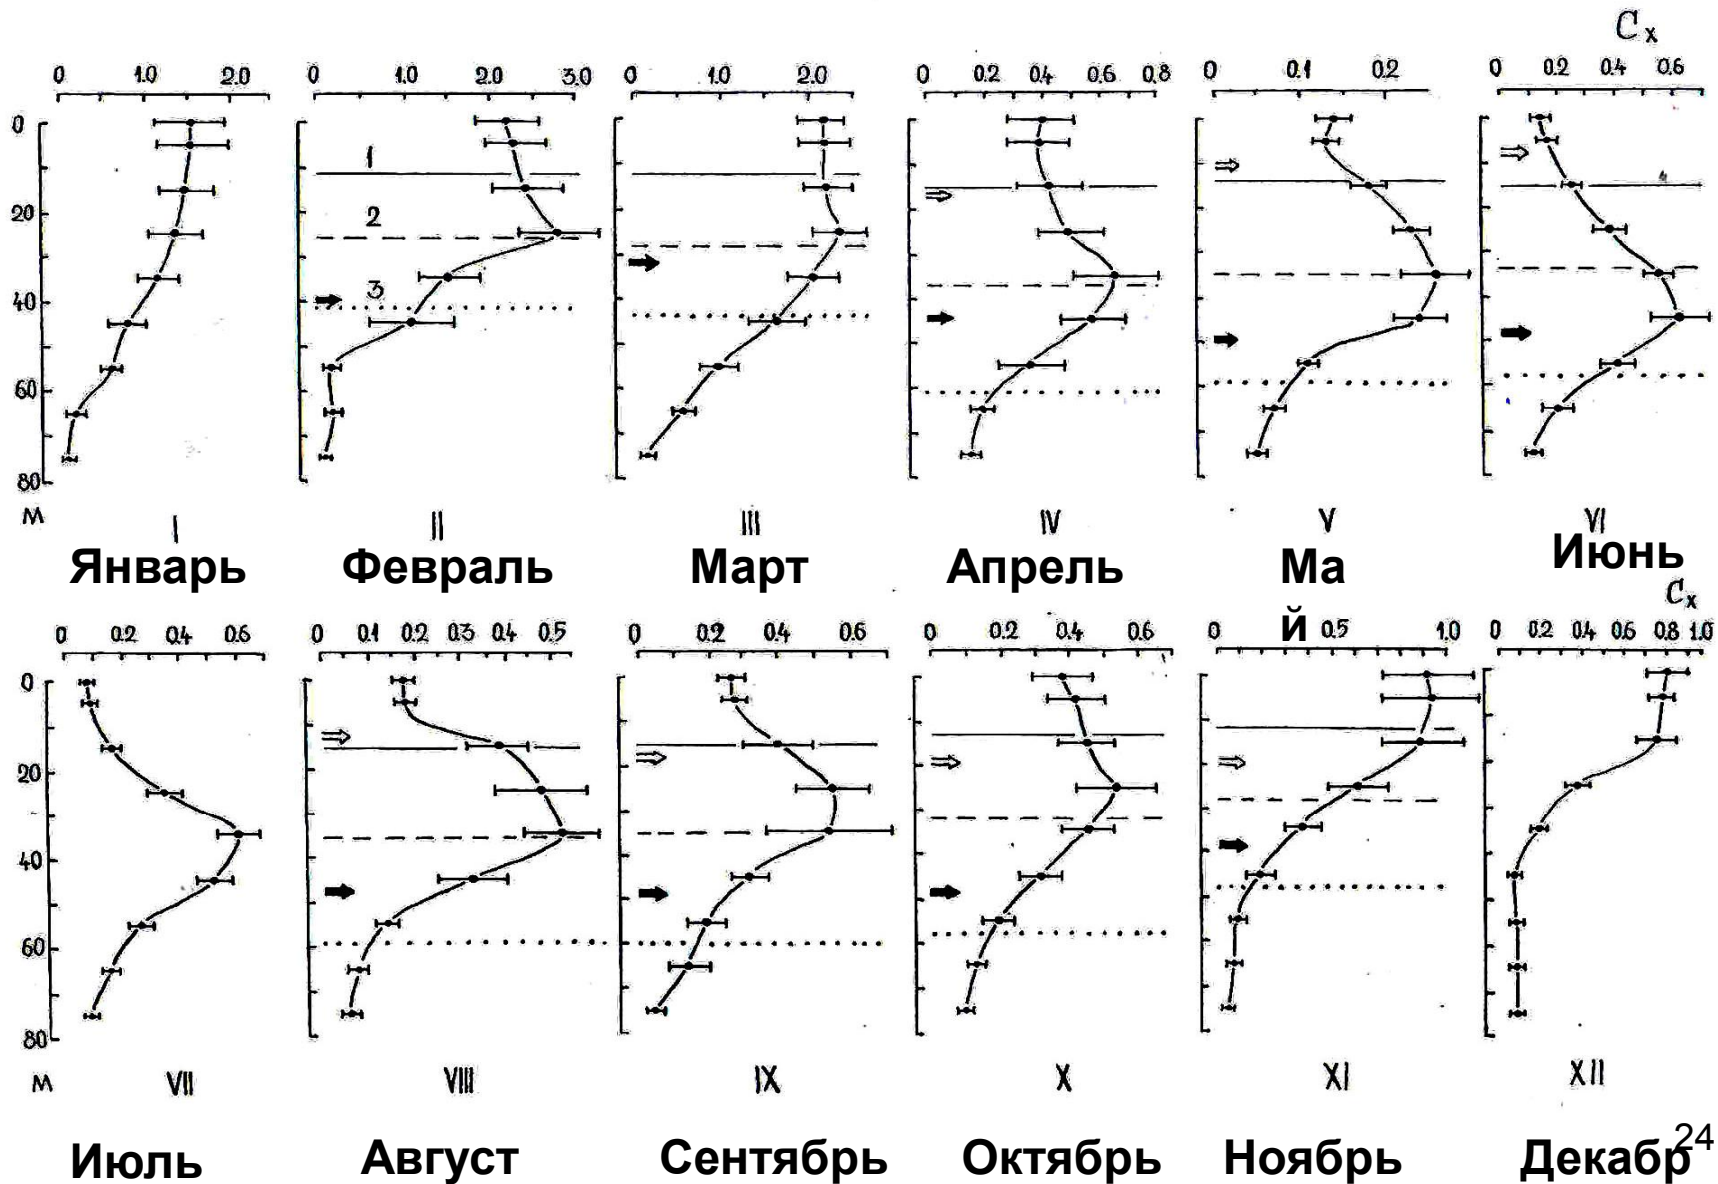 Cₓ
0 1.0 2.0 0 1.0 2.0 3.0 0 1.0 2.0 0 0.2 0.4 0.6 0.8 0 0.1 0.2 0 0.2 0.4 0.6
0
1
20
2
3
40
60
80
м
I II III IV V VI
Январь Февраль Март Апрель Ма Июнь
й
Cₓ
0 0.2 0.4 0.6 0 0.1 0.2 0.3 0.4 0.5 0 0.2 0.4 0.6 0 0.2 0.4 0.6 0 0.5 1.0 0 0.2 0.4 0.6 0.8 1.0
0
20
40
60
80
м
VII VIII IX X XI XII
Июль Август Сентябрь Октябрь Ноябрь Декабр
24